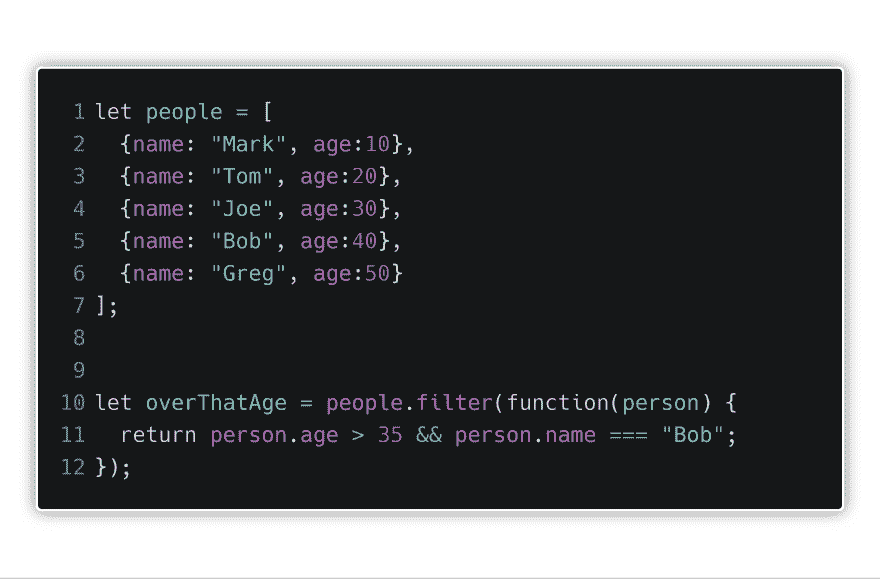 1 let people = [
2   {name: "Mark", age:10},
3   {name: "Tom", age:20},
4   {name: "Joe", age:30},
5   {name: "Bob", age:40},
6   {name: "Greg", age:50}
7 ];
8
9
10 let overThatAge = people.filter(function(person) {
11   return person.age > 35 && person.name === "Bob";
12 });